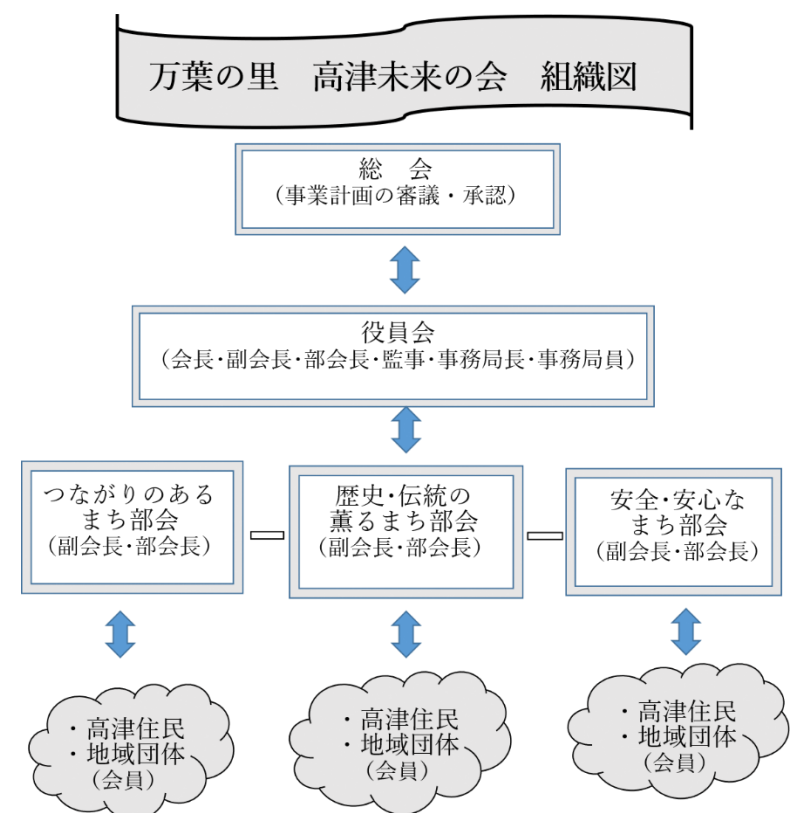 万葉の里　高津未来の会　組織図
総　会
（事業計画の審議・承認）
役員会
（会長・副会長・部会長・監事・事務局長・事務局員）
つながりのある
まち部会
（副会長・部会長）
歴史・伝統の
薫るまち部会
（副会長・部会長）
安全・安心な
まち部会
（副会長・部会長）
・高津住民
・地域団体
（会員）
・高津住民
・地域団体
（会員）
・高津住民
・地域団体
（会員）